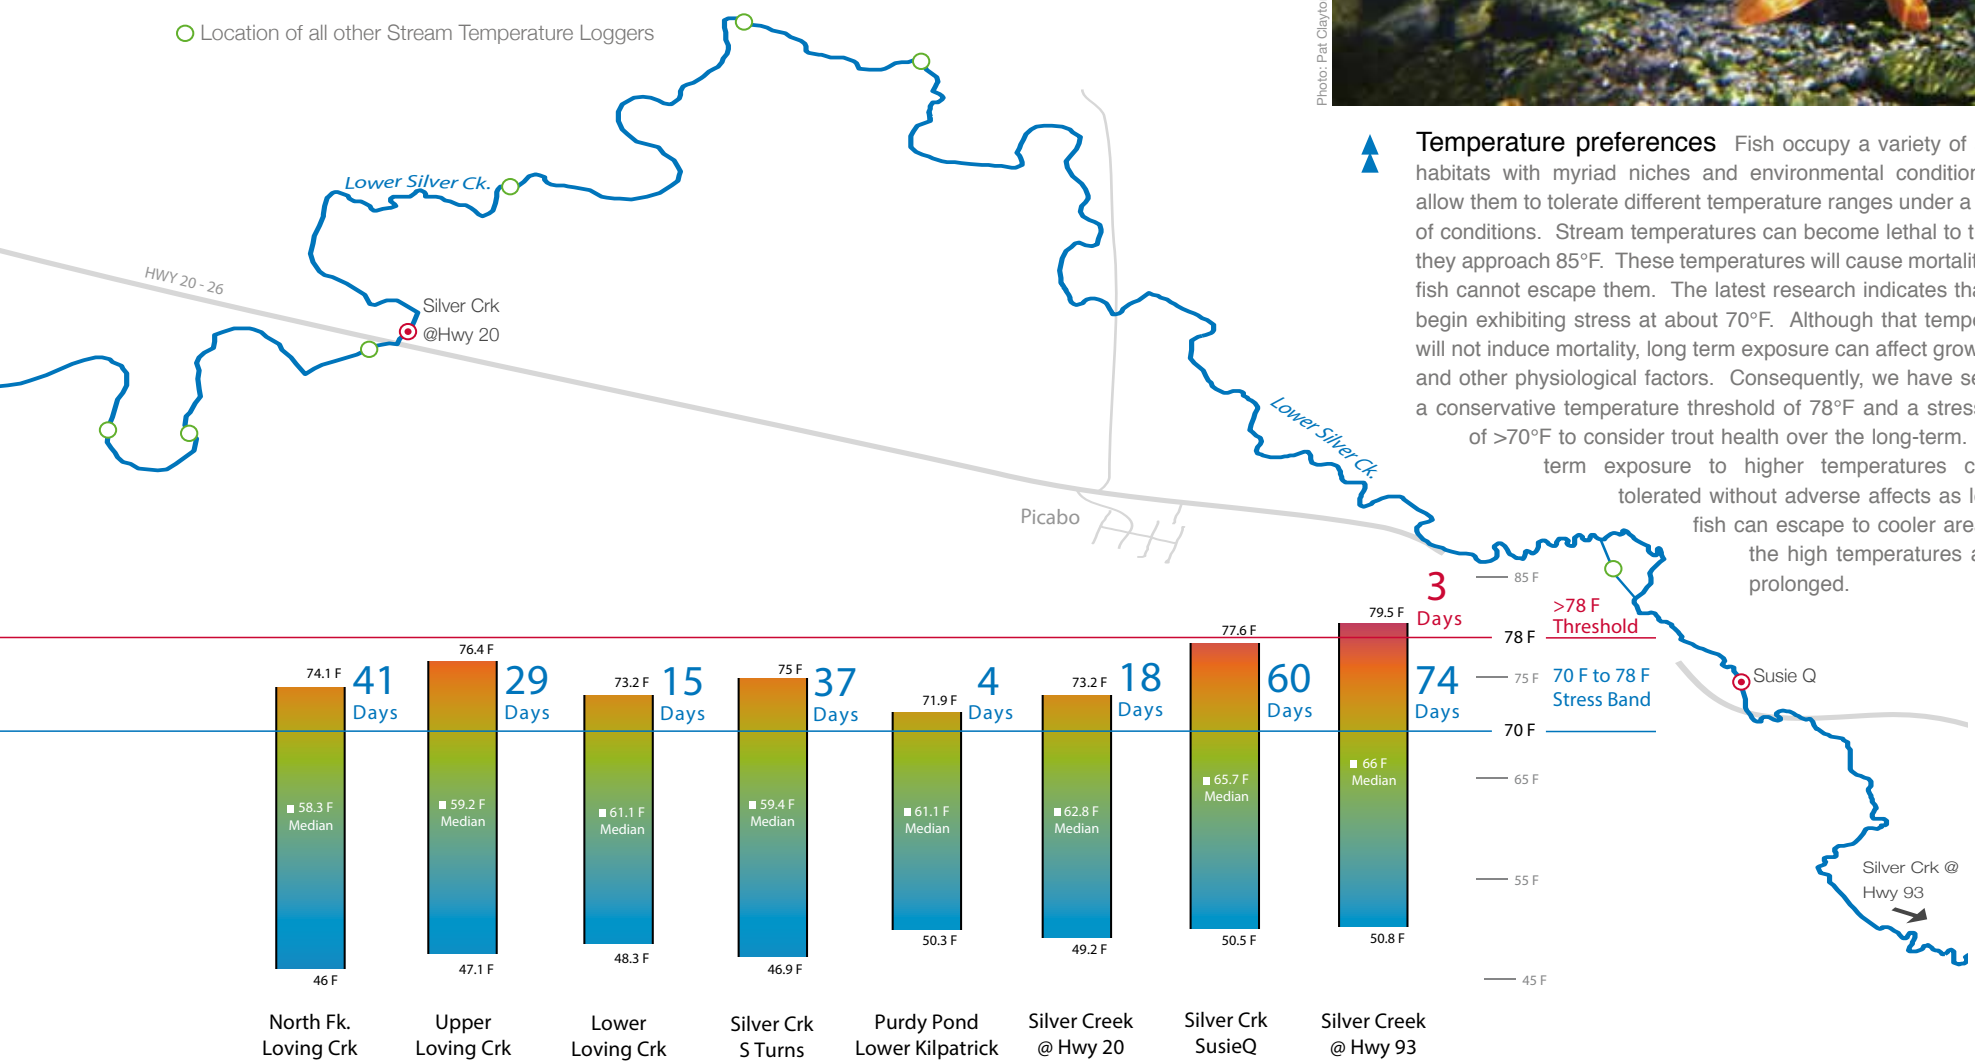 Location of all other Stream Temperature Loggers
Photo: Pat Clayto
Lower Silver Ck.
HWY 20 - 26
Silver Crk
@Hwy 20
Lower Silver Ck.
Picabo
Temperature preferences Fish occupy a variety of
habitats with myriad niches and environmental condition
allow them to tolerate different temperature ranges under a
of conditions. Stream temperatures can become lethal to t
they approach 85°F. These temperatures will cause mortalit
fish cannot escape them. The latest research indicates tha
begin exhibiting stress at about 70°F. Although that tempe
will not induce mortality, long term exposure can affect grow
and other physiological factors. Consequently, we have se
a conservative temperature threshold of 78°F and a stress
of >70°F to consider trout health over the long-term.
term exposure to higher temperatures c
tolerated without adverse affects as l
fish can escape to cooler are
the high temperatures a
prolonged.
Susie Q
Silver Crk @
Hwy 93
85 F
78 F
75 F
70 F
65 F
55 F
45 F
>78 F
Threshold
70 F to 78 F
Stress Band
74.1 F
41
Days
58.3 F
Median
46 F
North Fk.
Loving Crk
76.4 F
29
Days
59.2 F
Median
47.1 F
Upper
Loving Crk
73.2 F
15
Days
61.1 F
Median
48.3 F
Lower
Loving Crk
75 F
37
Days
59.4 F
Median
46.9 F
Silver Crk
S Turns
71.9 F
4
Days
61.1 F
Median
50.3 F
Purdy Pond
Lower Kilpatrick
73.2 F
18
Days
62.8 F
Median
49.2 F
Silver Creek
@ Hwy 20
77.6 F
60
Days
65.7 F
Median
50.5 F
Silver Crk
SusieQ
79.5 F
3
Days
74
Days
66 F
Median
50.8 F
Silver Creek
@ Hwy 93